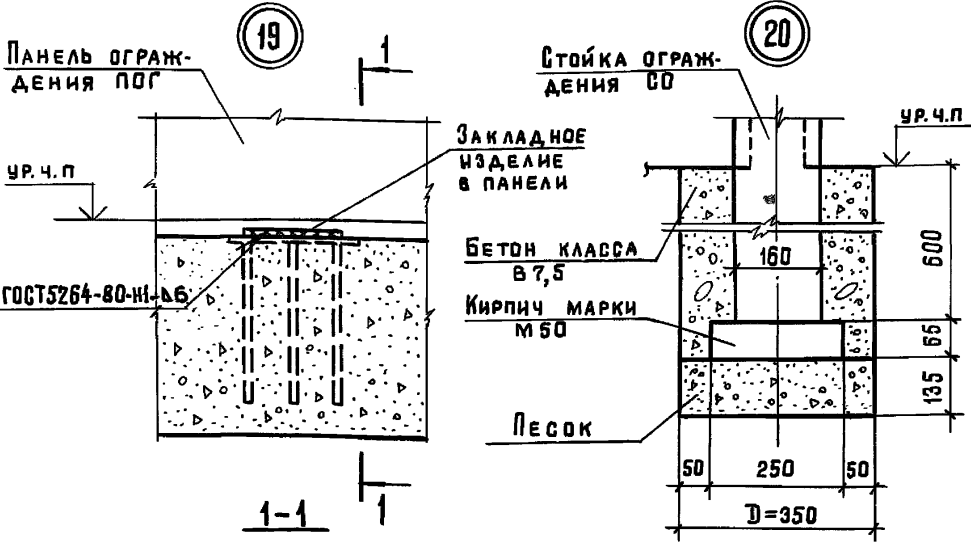 19
Панель ограж-
дения ПОГ
1
Закладное
изделие
в панели
ур.ч.п
ГОСТ5264-80-Н1-Δ6
1
1-1
20
Стойка ограж-
дения СО
ур.ч.п
Бетон класса
В 7,5
160
Кирпич марки
М 50
Песок
600
65
135
50
250
50
D=350